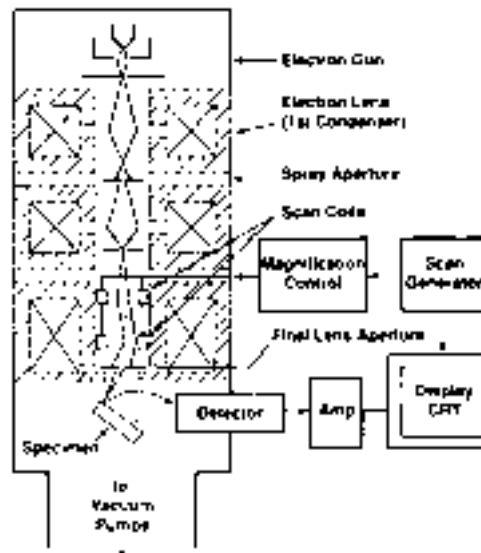 Electron Gun
Electron Lens
(1st Condenser)
Spray Aperture
Scan Coils
Magnification
Control
Scan
Generator
Final Lens Aperture
Detector
Amp
Display
CRT
Specimen
To
Vacuum
Pumps